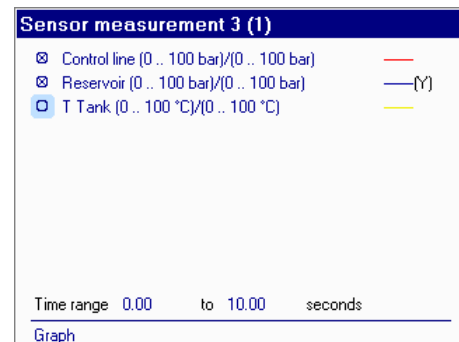 Sensor measurement 3 (1)
Control line (0 .. 100 bar)/(0 .. 100 bar)
Reservoir (0 .. 100 bar)/(0 .. 100 bar) (Y)
T Tank (0 .. 100 °C)/(0 .. 100 °C)
Time range 0.00 to 10.00 seconds
Graph